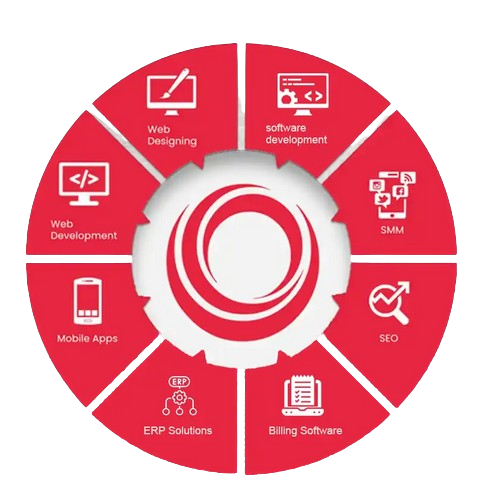 Web
Designing
software
development
</>
Web
Development
SMM
Mobile Apps
SEO
ERP
ERP Solutions
Billing Software